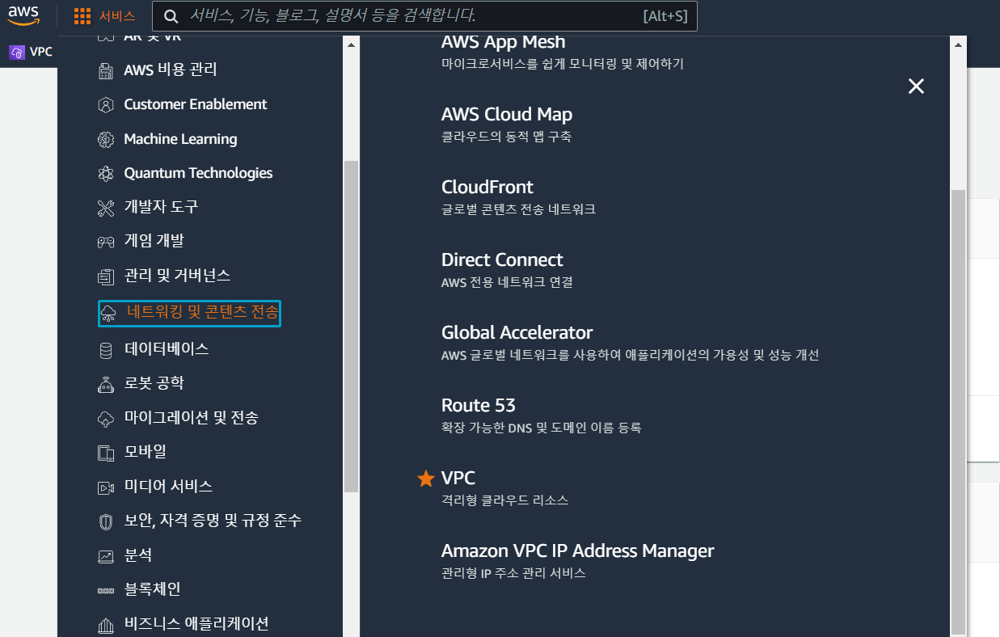 aws
서비스
서비스, 기능, 블로그, 설명서 등을 검색합니다.
[Alt+S]
VPC
AR 및 VR
AWS 비용 관리
Customer Enablement
Machine Learning
Quantum Technologies
개발자 도구
게임 개발
관리 및 거버넌스
네트워킹 및 콘텐츠 전송
데이터베이스
로봇 공학
마이그레이션 및 전송
모바일
미디어 서비스
보안, 자격 증명 및 규정 준수
분석
블록체인
비즈니스 애플리케이션
AWS App Mesh
마이크로서비스를 쉽게 모니터링 및 제어하기
AWS Cloud Map
클라우드의 동적 맵 구축
CloudFront
글로벌 콘텐츠 전송 네트워크
Direct Connect
AWS 전용 네트워크 연결
Global Accelerator
AWS 글로벌 네트워크를 사용하여 애플리케이션의 가용성 및 성능 개선
Route 53
확장 가능한 DNS 및 도메인 이름 등록
VPC
격리형 클라우드 리소스
Amazon VPC IP Address Manager
관리형 IP 주소 관리 서비스